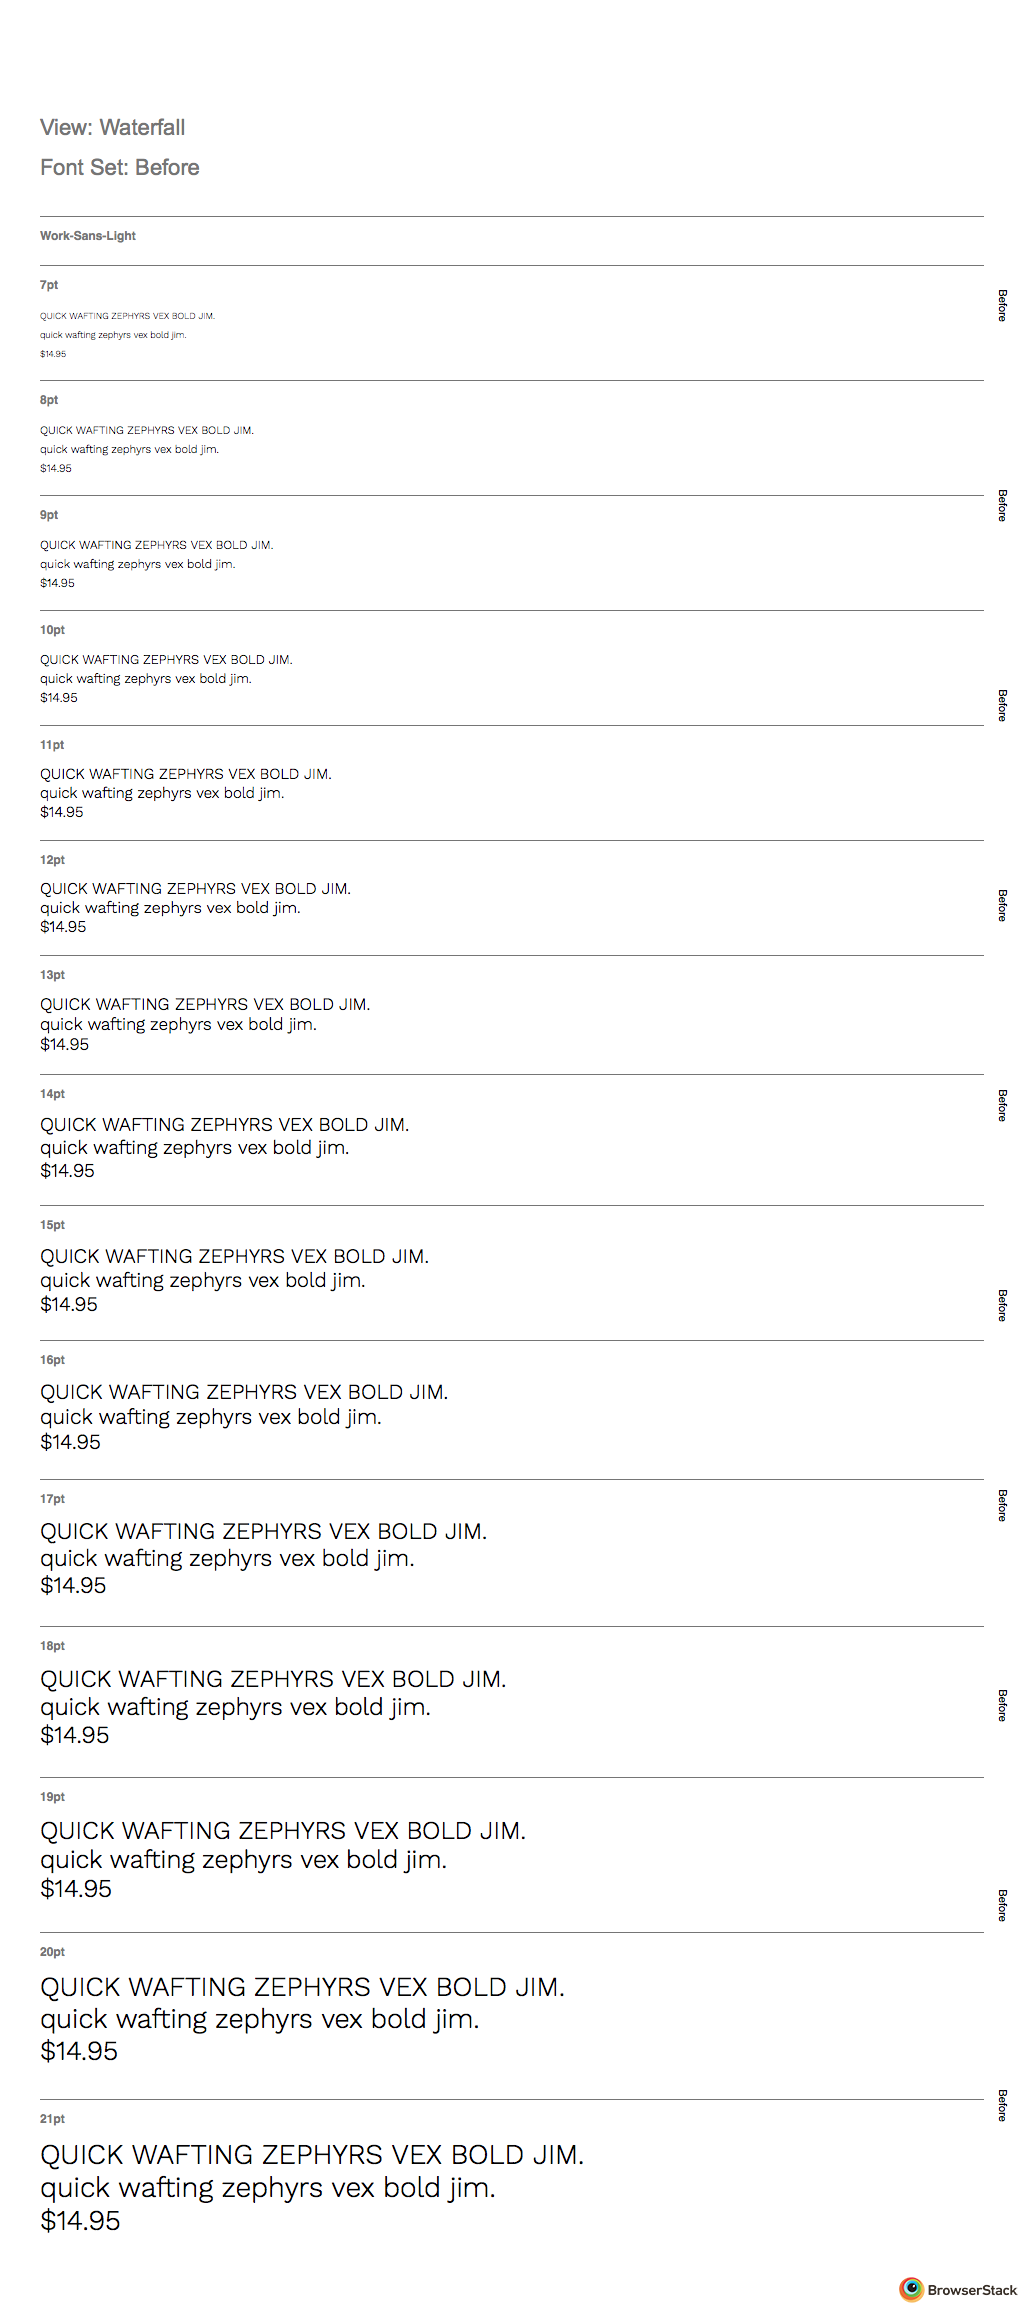 View: Waterfall
Font Set: Before
Work-Sans-Light
7pt
Before
QUICK WAFTING ZEPHYRS VEX BOLD JIM.
quick wafting zephyrs vex bold jim.
$14.95
8pt
QUICK WAFTING ZEPHYRS VEX BOLD JIM.
quick wafting zephyrs vex bold jim.
$14.95
Before
9pt
QUICK WAFTING ZEPHYRS VEX BOLD JIM.
quick wafting zephyrs vex bold jim.
$14.95
10pt
QUICK WAFTING ZEPHYRS VEX BOLD JIM.
quick wafting zephyrs vex bold jim.
$14.95
Before
11pt
QUICK WAFTING ZEPHYRS VEX BOLD JIM.
quick wafting zephyrs vex bold jim.
$14.95
12pt
QUICK WAFTING ZEPHYRS VEX BOLD JIM.
quick wafting zephyrs vex bold jim.
$14.95
Before
13pt
QUICK WAFTING ZEPHYRS VEX BOLD JIM.
quick wafting zephyrs vex bold jim.
$14.95
14pt
Before
QUICK WAFTING ZEPHYRS VEX BOLD JIM.
quick wafting zephyrs vex bold jim.
$14.95
15pt
QUICK WAFTING ZEPHYRS VEX BOLD JIM.
quick wafting zephyrs vex bold jim.
$14.95
Before
16pt
QUICK WAFTING ZEPHYRS VEX BOLD JIM.
quick wafting zephyrs vex bold jim.
$14.95
17pt
Before
QUICK WAFTING ZEPHYRS VEX BOLD JIM.
quick wafting zephyrs vex bold jim.
$14.95
18pt
QUICK WAFTING ZEPHYRS VEX BOLD JIM.
quick wafting zephyrs vex bold jim.
$14.95
Before
19pt
QUICK WAFTING ZEPHYRS VEX BOLD JIM.
quick wafting zephyrs vex bold jim.
$14.95
Before
20pt
QUICK WAFTING ZEPHYRS VEX BOLD JIM.
quick wafting zephyrs vex bold jim.
$14.95
Before
21pt
QUICK WAFTING ZEPHYRS VEX BOLD JIM.
quick wafting zephyrs vex bold jim.
$14.95
BrowserStack